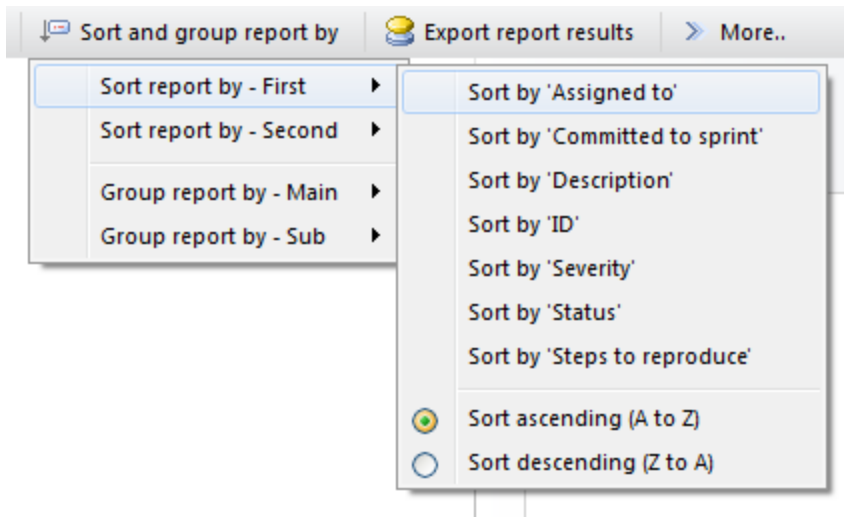 Sort and group report by Export report results More..
Sort report by - First
Sort report by - Second
Group report by - Main
Group report by - Sub
Sort by 'Assigned to'
Sort by 'Committed to sprint'
Sort by 'Description'
Sort by 'ID'
Sort by 'Severity'
Sort by 'Status'
Sort by 'Steps to reproduce'
Sort ascending (A to Z)
Sort descending (Z to A)